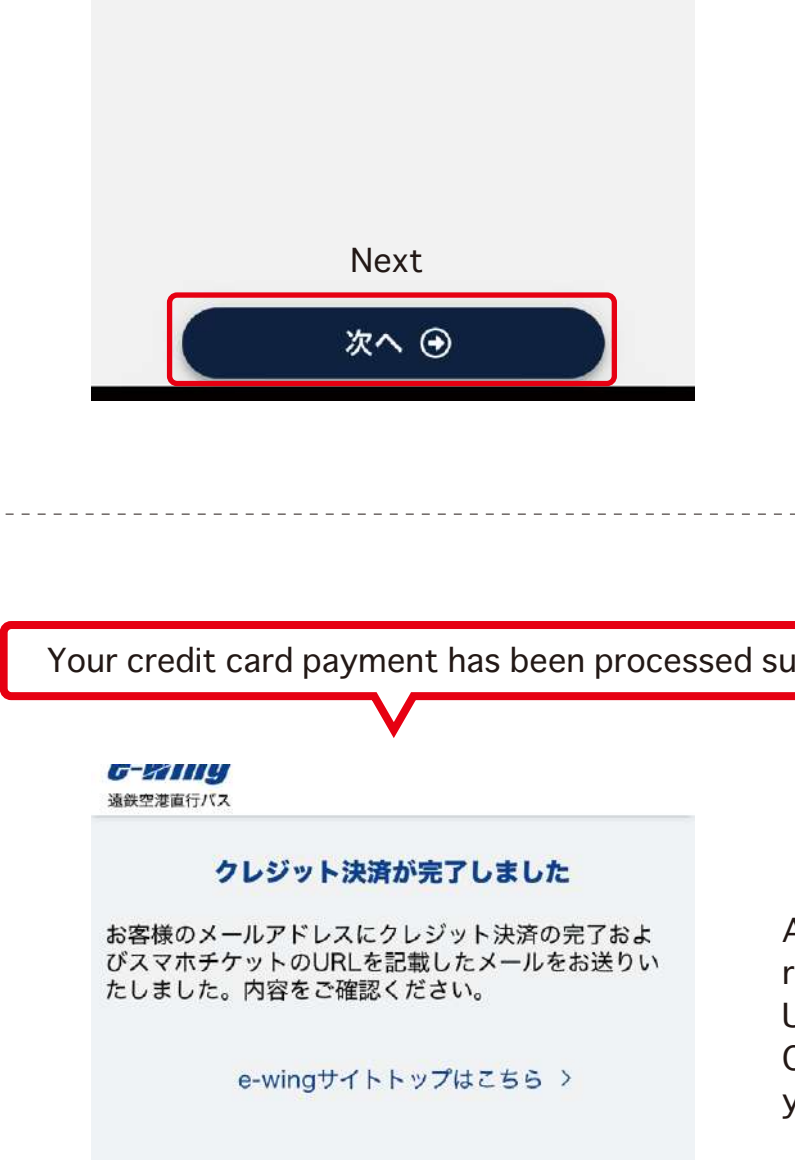 Next
次へ
Your credit card payment has been processed su
e-wing
遠鉄空港直行バス
クレジット決済が完了しました
お客様のメールアドレスにクレジット決済の完了およ
びスマホチケットのURLを記載したメールをお送りい
たしました。内容をご確認ください。
e-wingサイトトップはこちら >